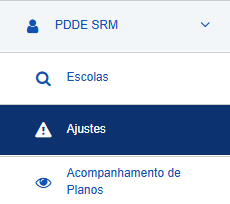 PDDE SRM
Escolas
Ajustes
Acompanhamento de
Planos